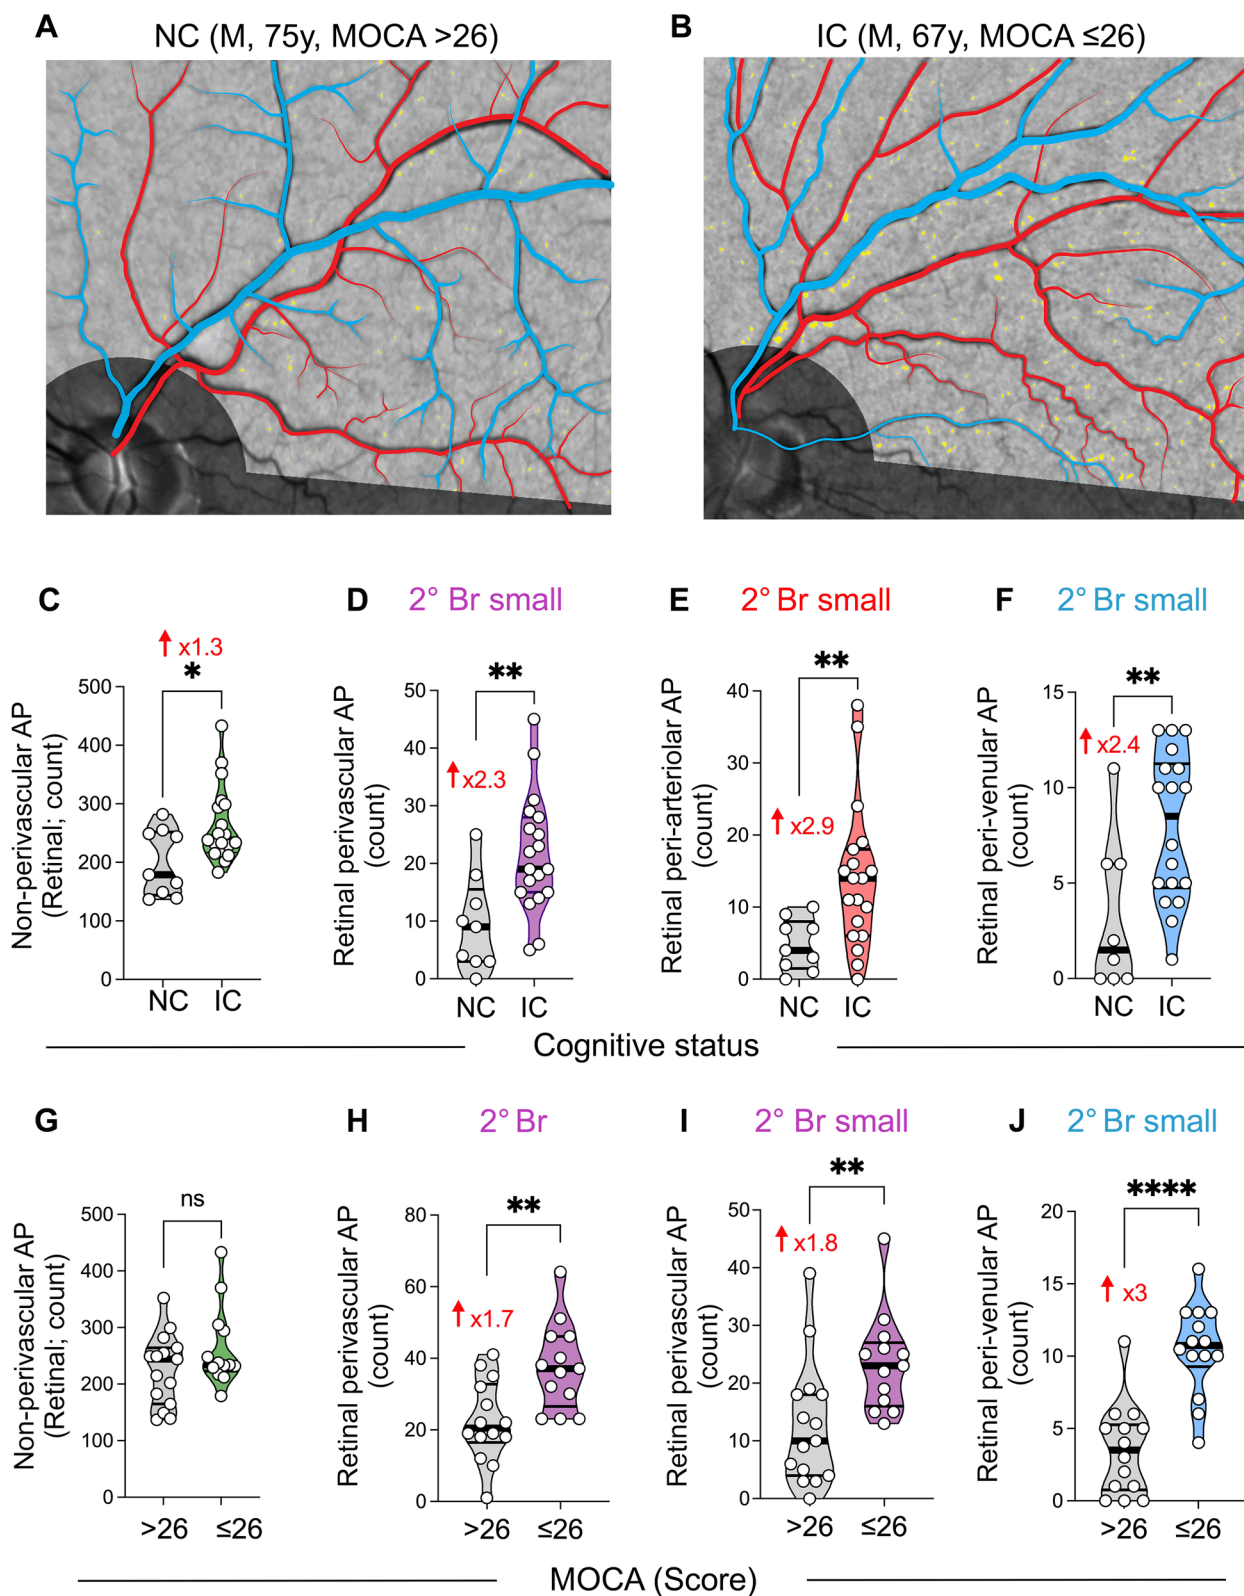 A
NC (M, 75y, MOCA >26)
B
IC (M, 67y, MOCA ≤26)
C
x1.3
*
Non-perivascular AP
(Retinal; count)
500
400
300
200
100
0
NC
IC
D
2° Br small
**
x2.3
Retinal perivascular AP
(count)
50
40
30
20
10
0
NC
IC
E
2° Br small
**
x2.9
Retinal peri-arteriolar AP
(count)
40
30
20
10
0
NC
IC
F
2° Br small
**
x2.4
Retinal peri-venular AP
(count)
15
10
5
0
NC
IC
Cognitive status
G
ns
Non-perivascular AP
(Retinal; count)
500
400
300
200
100
0
>26
≤26
H
2° Br
**
x1.7
Retinal perivascular AP
(count)
80
60
40
20
0
>26
≤26
I
2° Br small
**
x1.8
Retinal perivascular AP
(count)
50
40
30
20
10
0
>26
≤26
J
2° Br small
****
x3
Retinal peri-venular AP
(count)
20
15
10
5
0
>26
≤26
MOCA (Score)